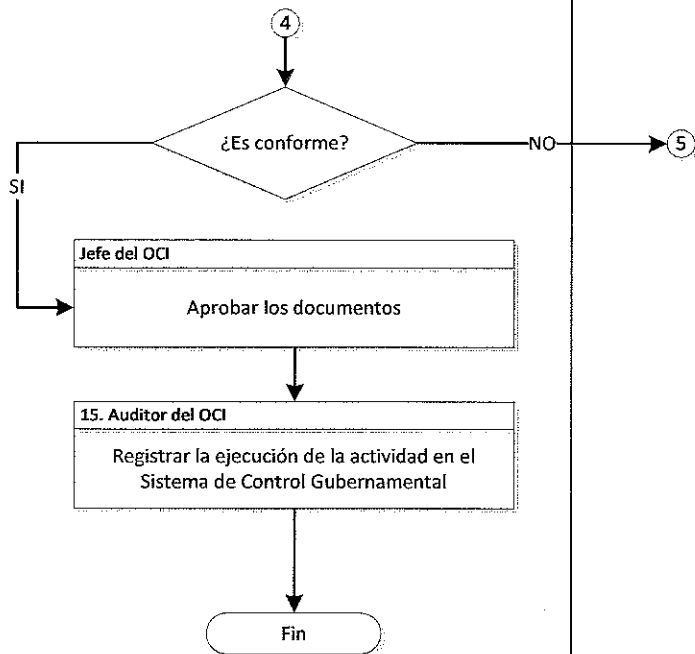 4
¿Es conforme?
NO
5
SI
Jefe del OCI
Aprobar los documentos
15. Auditor del OCI
Registrar la ejecución de la actividad en el
Sistema de Control Gubernamental
Fin